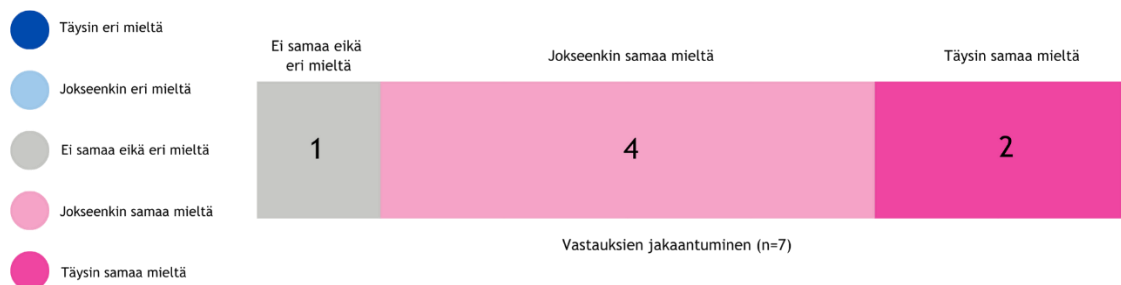 Täysin eri mieltä
Jokseenkin eri mieltä
Ei samaa eikä eri mieltä
Jokseenkin samaa mieltä
Täysin samaa mieltä
Ei samaa eikä
eri mieltä
Jokseenkin samaa mieltä
Täysin samaa mieltä
1
4
2
Vastauksien jakaantuminen (n=7)